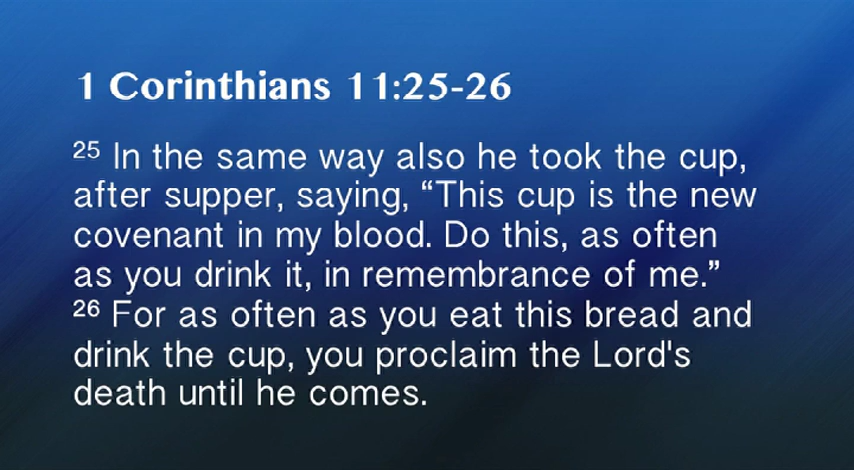 1 Corinthians 11:25-26
25 In the same way also he took the cup,
after supper, saying, “This cup is the new
covenant in my blood. Do this, as often
as you drink it, in remembrance of me.”
26 For as often as you eat this bread and
drink the cup, you proclaim the Lord's
death until he comes.